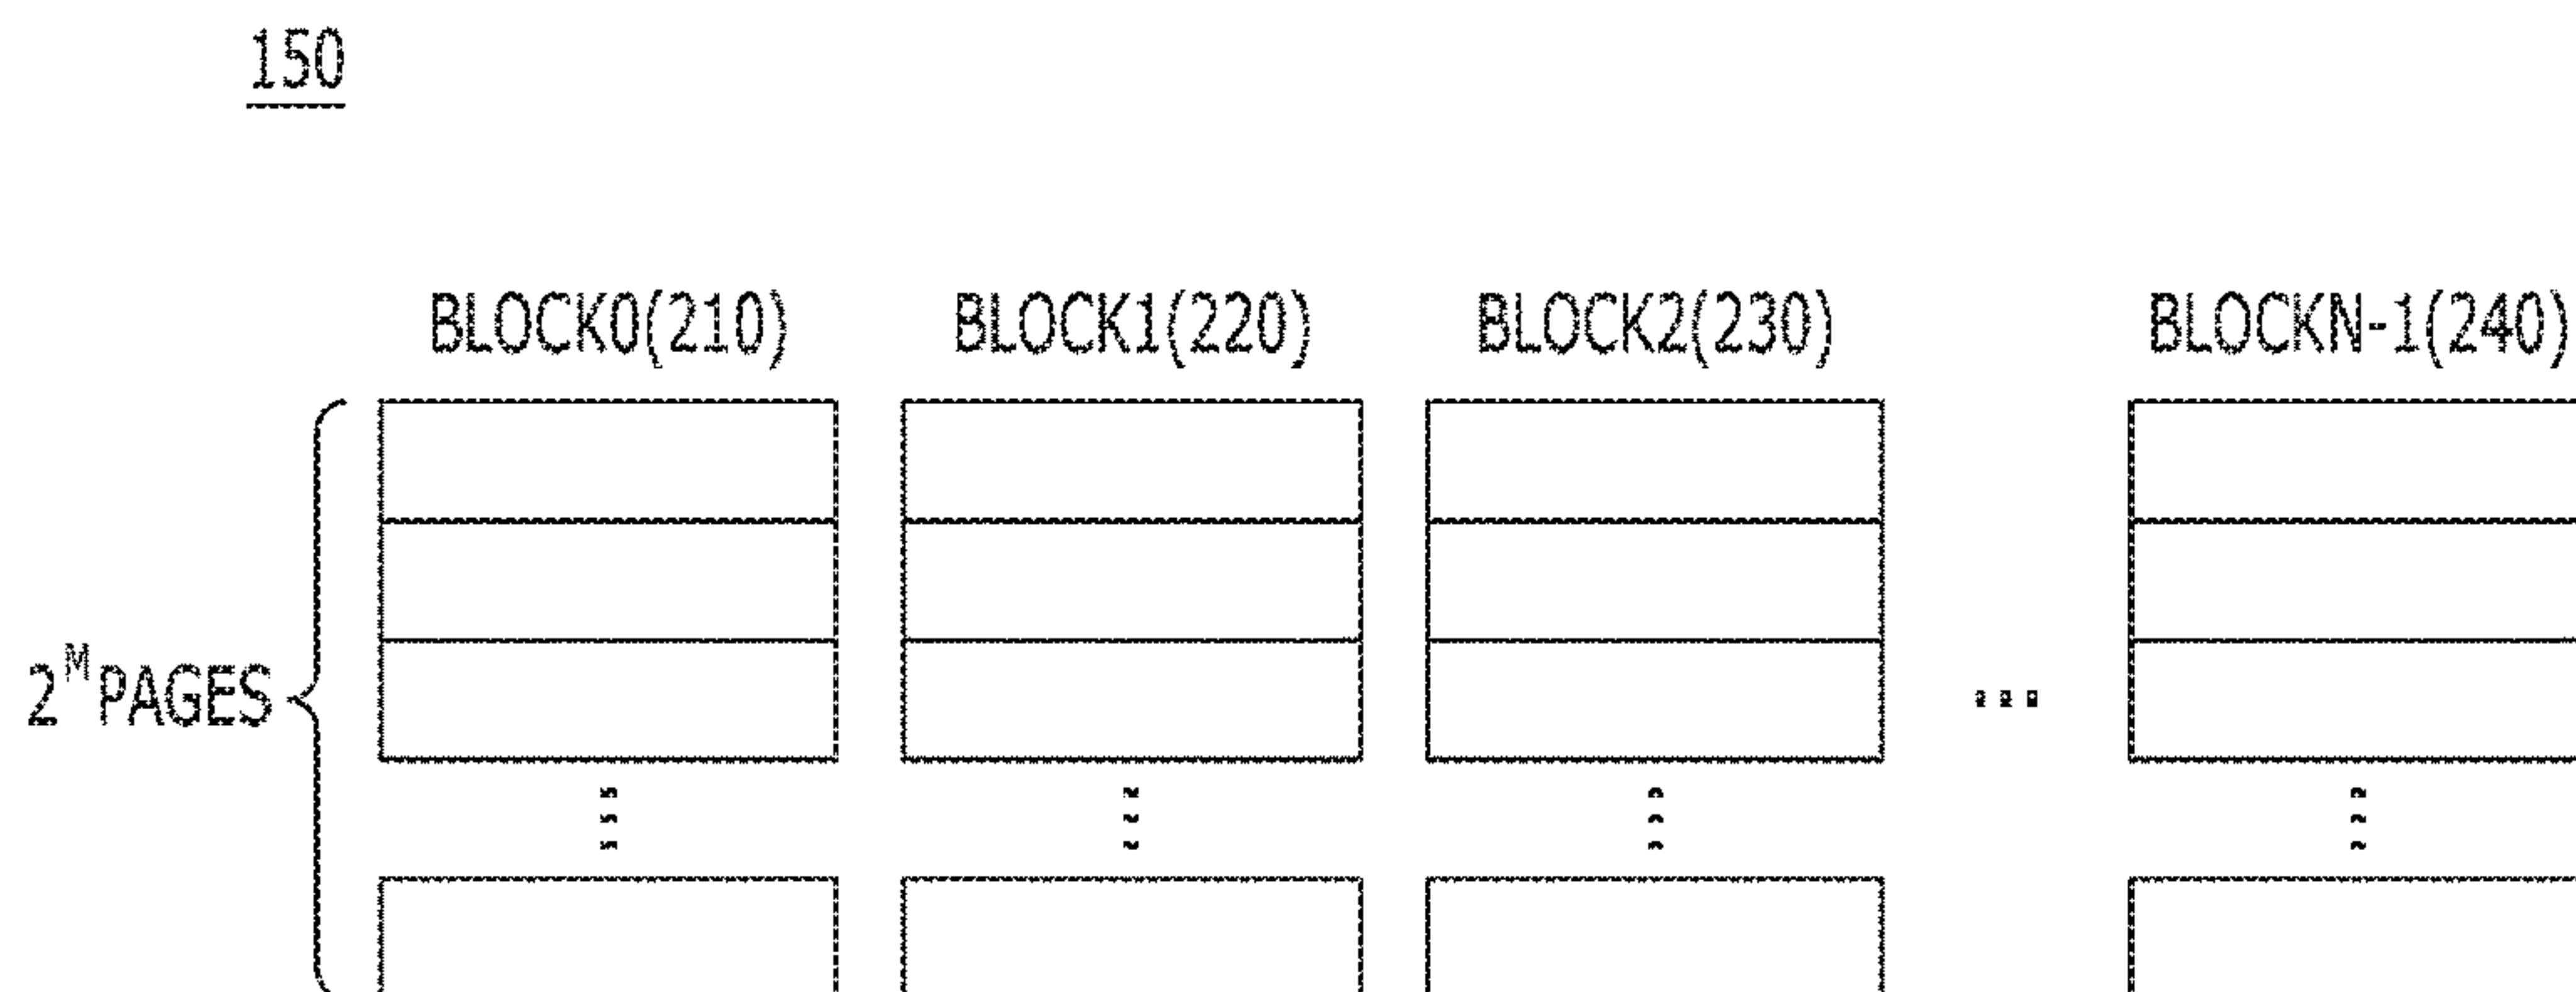 150
BLOCK0(210) BLOCK1(220) BLOCK2(230) BLOCKN-1(240)
2^M PAGES
...